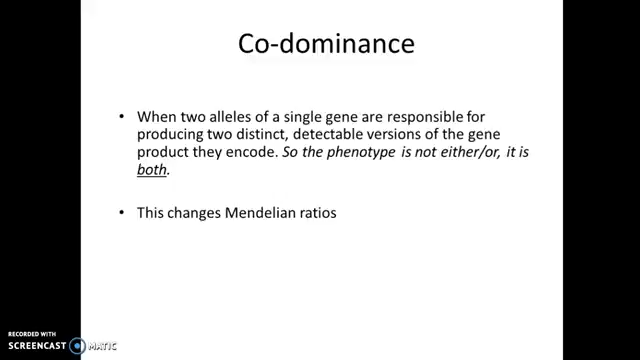 Co-dominance
• When two alleles of a single gene are responsible for
producing two distinct, detectable versions of the gene
product they encode. So the phenotype is not either/or, it is
both.
• This changes Mendelian ratios
RECORDED WITH
SCREENCAST MATIC